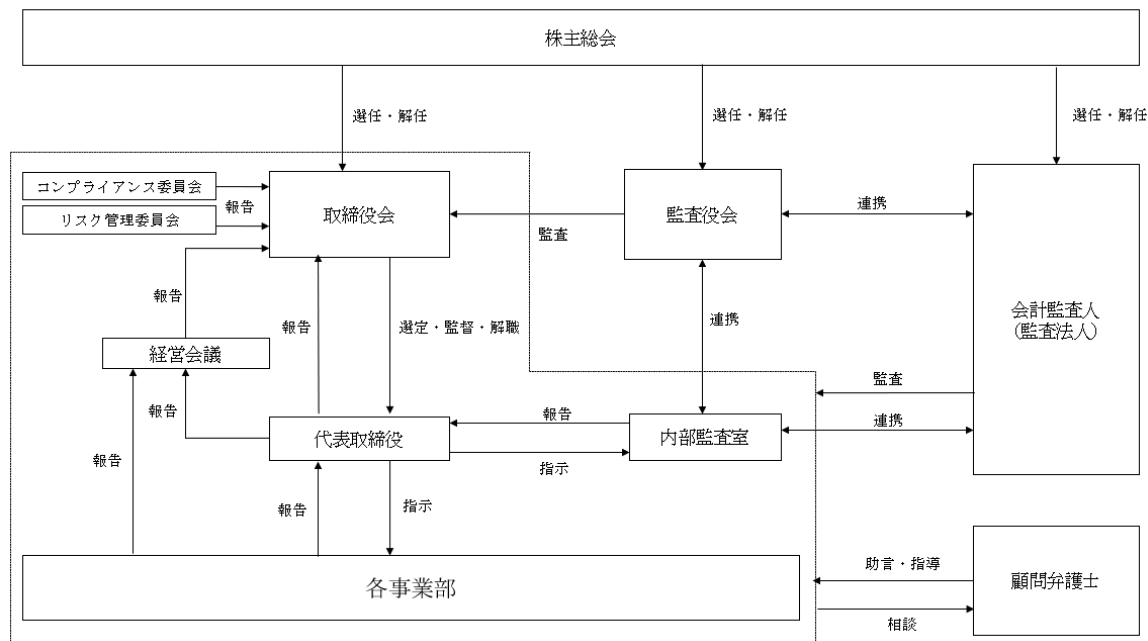 株主総会
選任・解任
選任・解任
選任・解任
コンプライアンス委員会
報告
リスク管理委員会
取締役会
監査役会
監査
連携
会計監査人
(監査法人)
報告
報告
選定・監督・解職
連携
経営会議
監査
報告
代表取締役
報告
指示
内部監査室
連携
報告
報告
指示
各事業部
助言・指導
相談
顧問弁護士